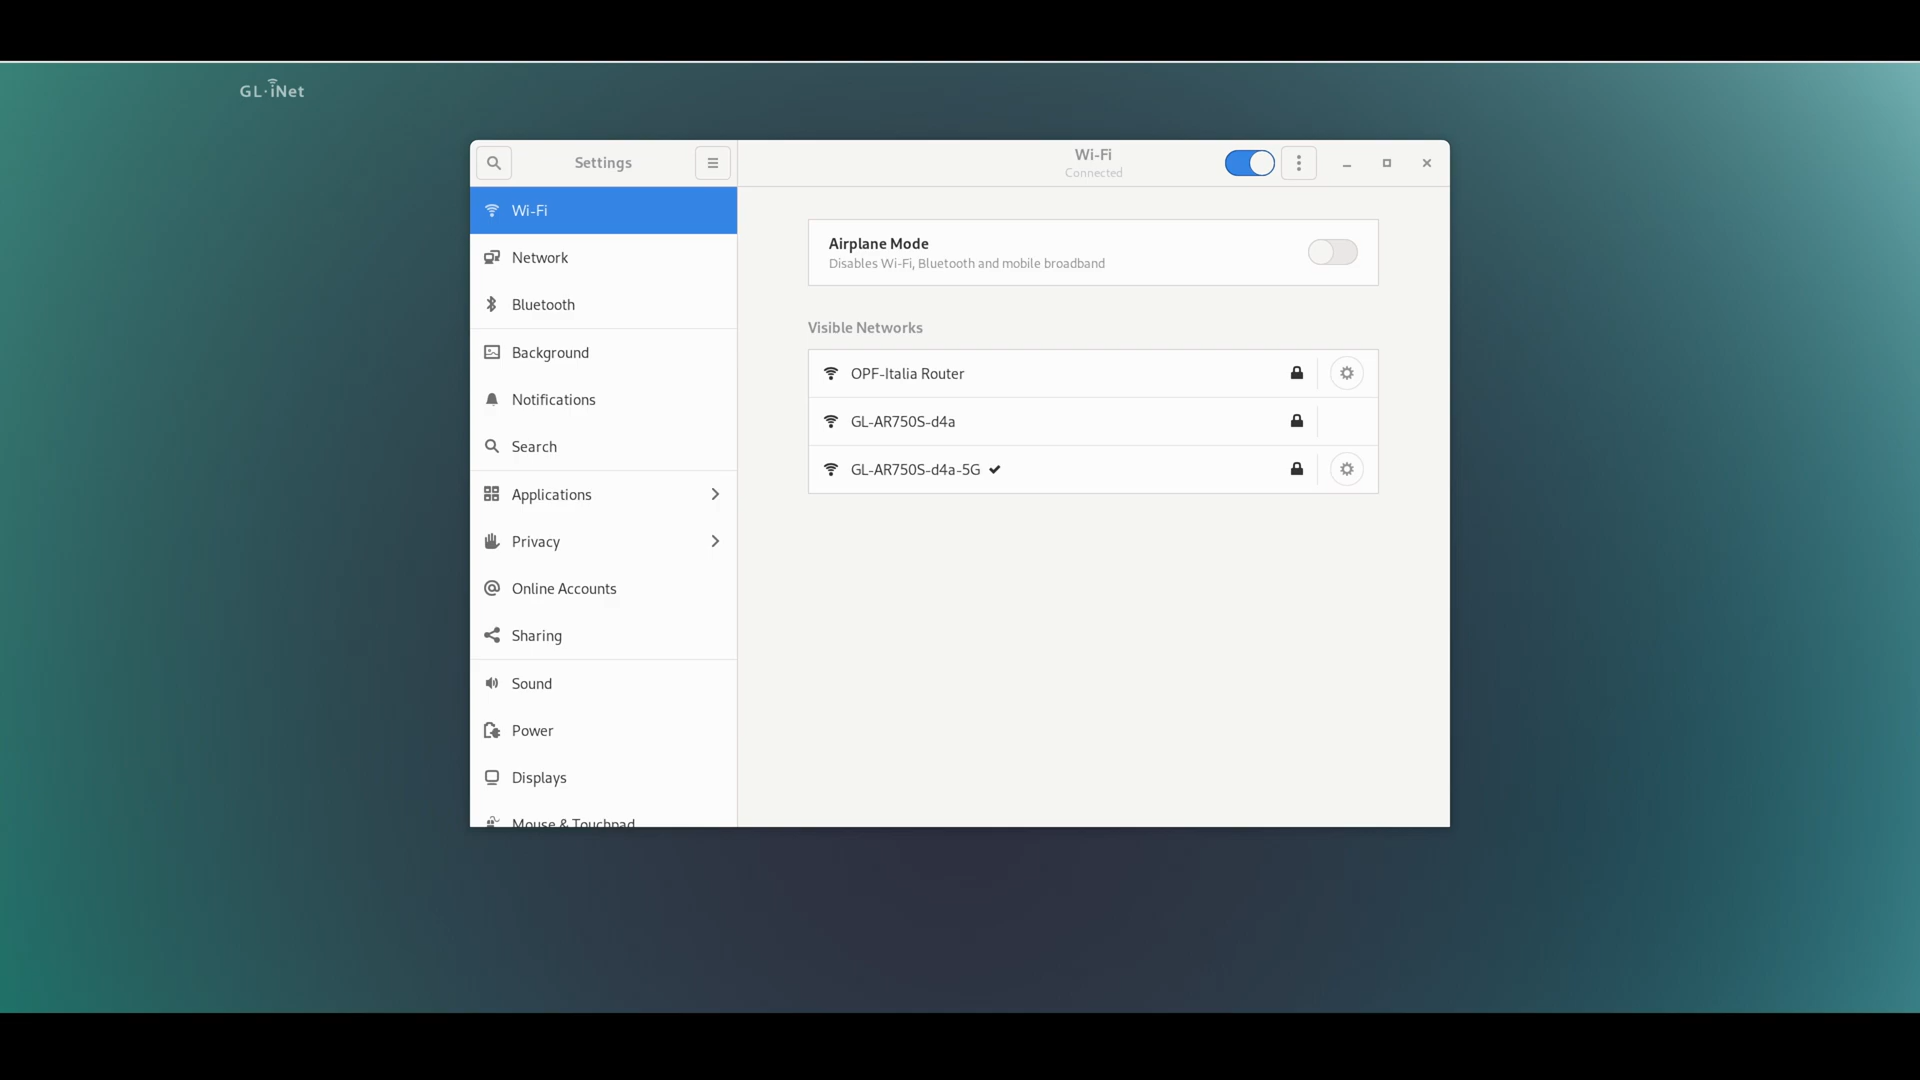 GL·iNet
Settings
Wi-Fi
Connected
Wi-Fi
Network
Bluetooth
Background
Notifications
Search
Applications
Privacy
Online Accounts
Sharing
Sound
Power
Displays
Mouse & Touchpad
Airplane Mode
Disables Wi-Fi, Bluetooth and mobile broadband
Visible Networks
OPF-Italia Router
GL-AR750S-d4a
GL-AR750S-d4a-5G